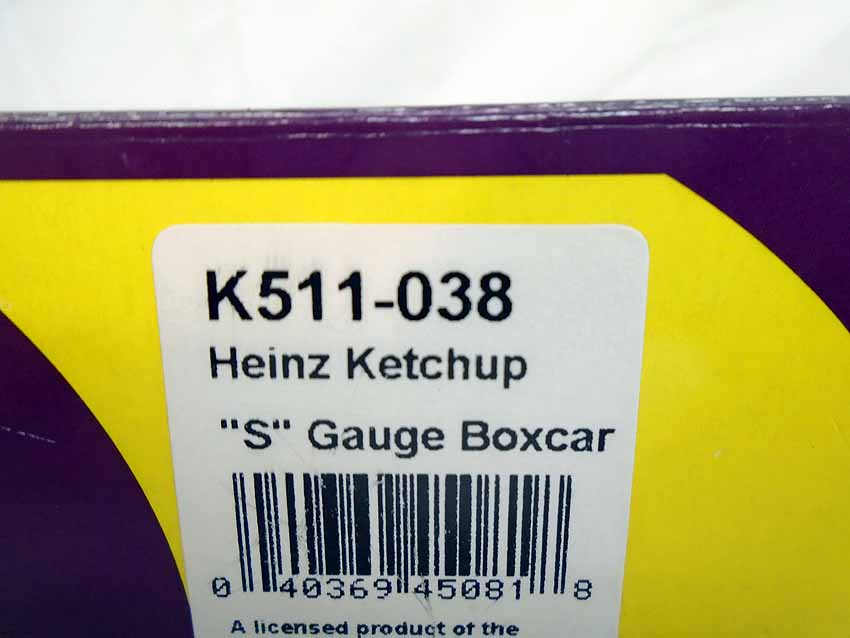 K511-038
Heinz Ketchup
"S" Gauge Boxcar
0 40369 45081 8
A licensed product of the